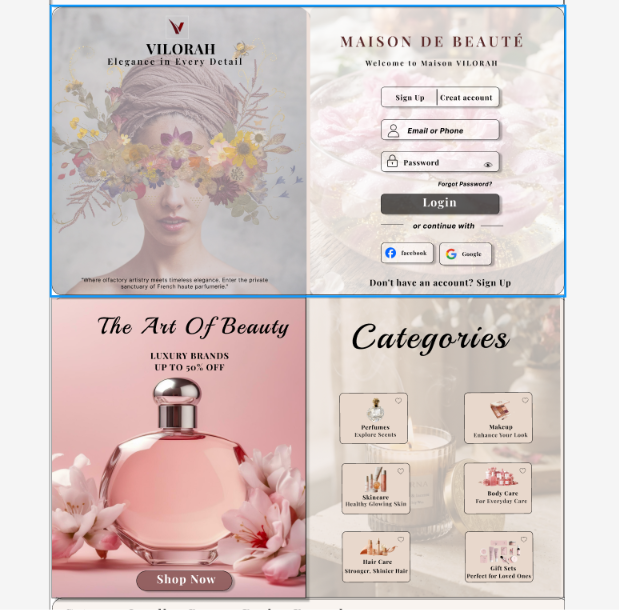 VILORAH
Elegance in Every Detail
"Where olfactory artistry meets timeless elegance. Enter the private
sanctuary of French haute parfumerie."
MAISON DE BEAUTÉ
Welcome to Maison VILORAH
Sign Up Creat account
Email or Phone
Password
Forget Password?
Login
or continue with
facebook Google
Don't have an account? Sign Up
The Art Of Beauty
LUXURY BRANDS
UP TO 50% OFF
Shop Now
Categories
Perfumes
Explore Scents
Makeup
Enhance Your Look
Skincare
Healthy Glowing Skin
Body Care
For Everyday Care
Hair Care
Stronger, Shinier Hair
Gift Sets
Perfect for Loved Ones